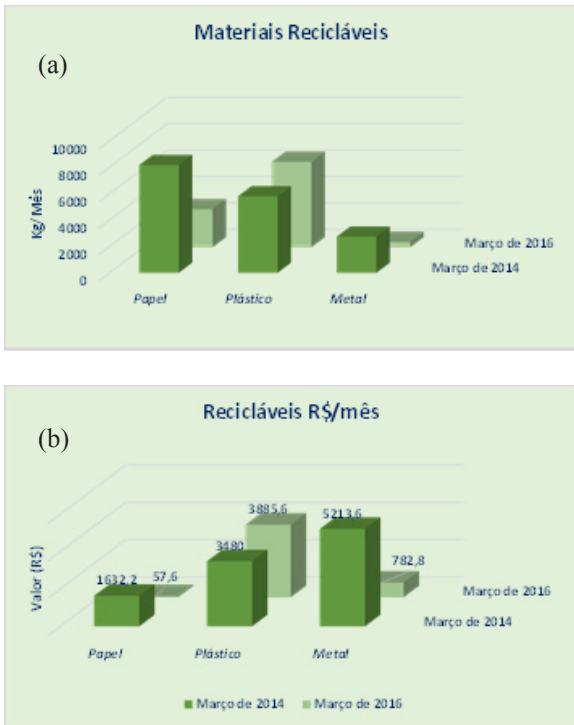 Materiais Recicláveis
(a)
10000
8000
6000
4000
2000
0
Kg/ Mês
Papel Plástico Metal
Março de 2016
Março de 2014
Recicláveis R$/mês
(b)
Valor (R$)
1632,2 57,6 3480 3885,6 5213,6 782,8
Papel Plástico Metal
Março de 2016
Março de 2014
Março de 2014 Março de 2016